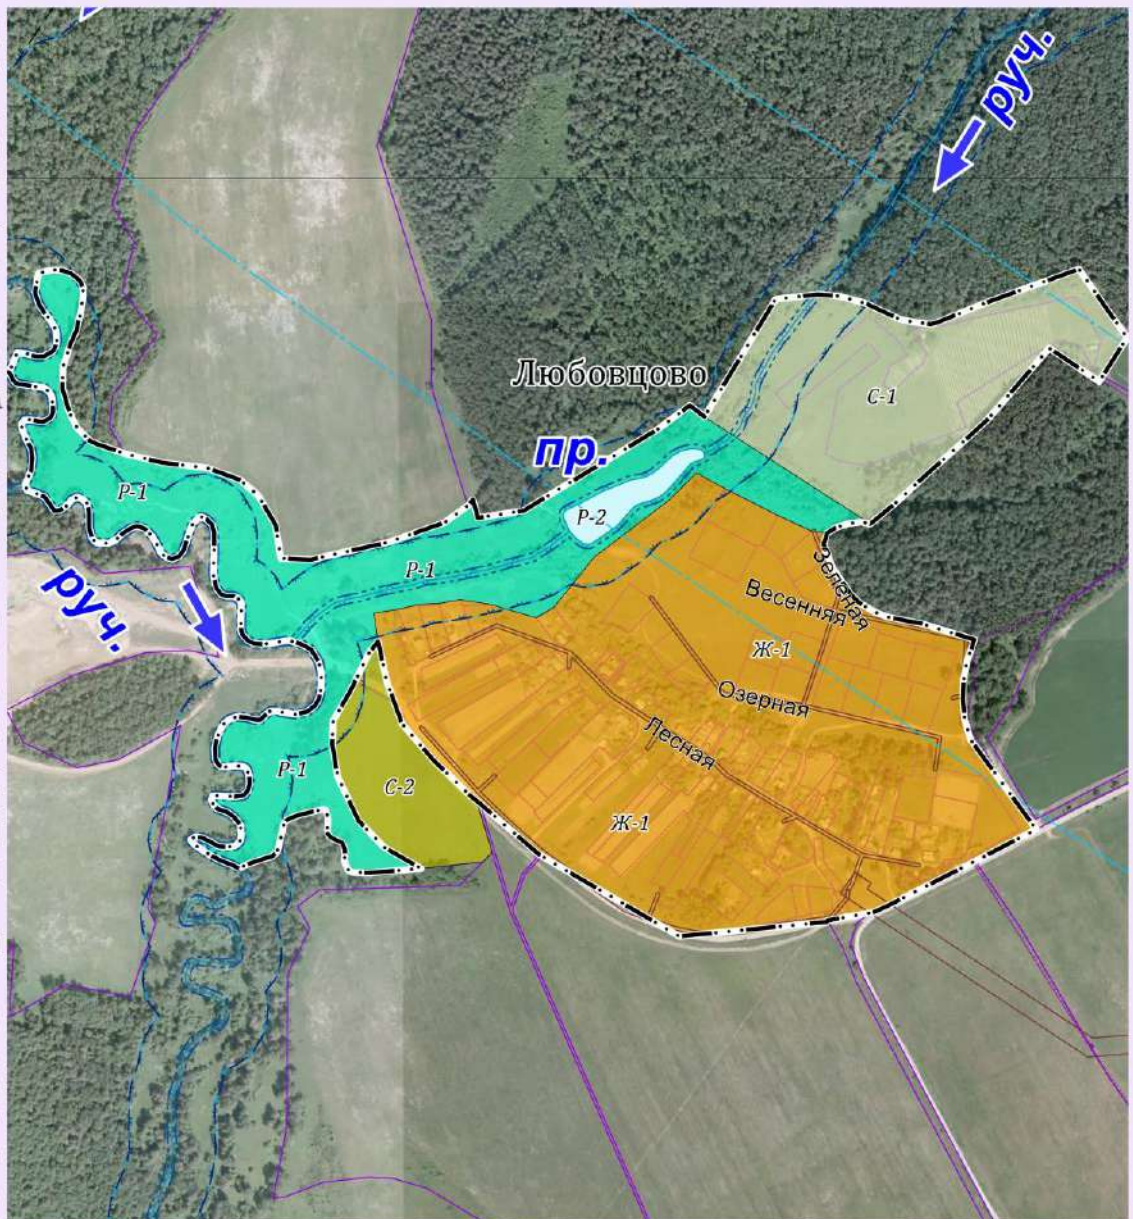 руч.
Любовцово
С-1
пр.
Р-1
Р-2
Р-1
Зеленая
Весенняя
руч.
Ж-1
Озерная
Лесная
Р-1
С-2
Ж-1